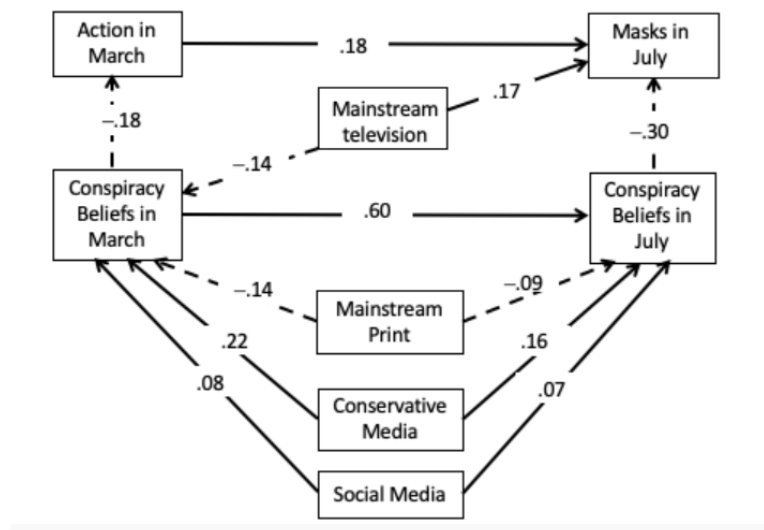 Action in
March
.18
Masks in
July
Mainstream
television
.17
–.18
–.14
–.30
Conspiracy
Beliefs in
March
.60
Conspiracy
Beliefs in
July
–.14
–.09
Mainstream
Print
.22
.16
.08
.07
Conservative
Media
Social Media